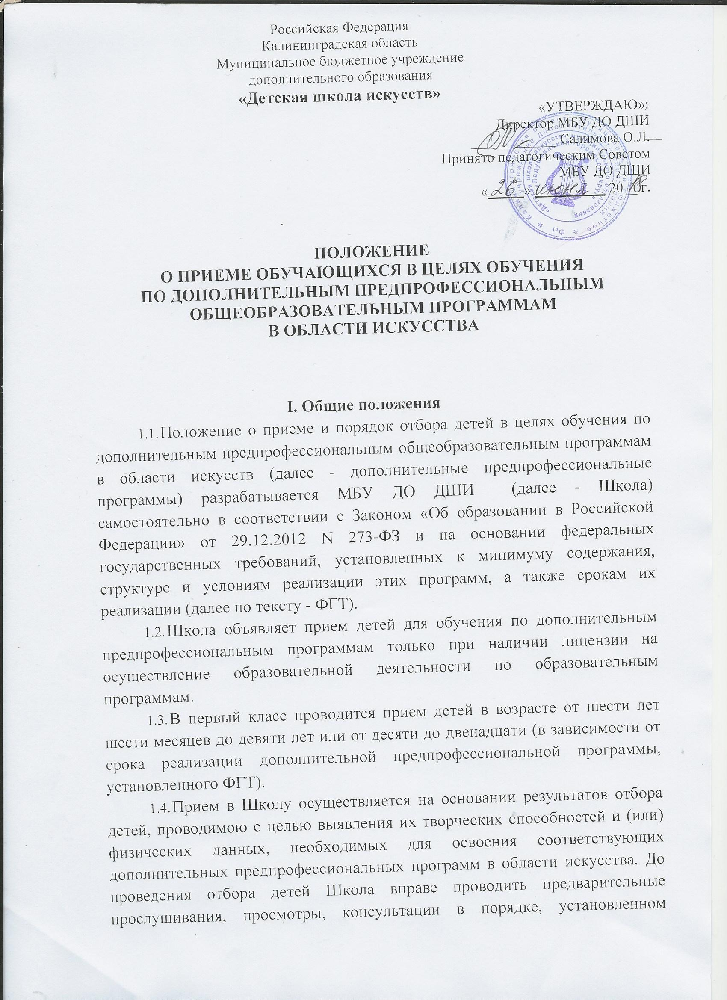 Российская Федерация
Калининградская область
Муниципальное бюджетное учреждение
дополнительного образования
«Детская школа искусств»
«УТВЕРЖДАЮ»:
Директор МБУ ДО ДШИ
Салимова О.Л.
Принято педагогическим Советом
МБУ ДО ДШИ
«26» июня 2018г.
ПОЛОЖЕНИЕ
О ПРИЕМЕ ОБУЧАЮЩИХСЯ В ЦЕЛЯХ ОБУЧЕНИЯ
ПО ДОПОЛНИТЕЛЬНЫМ ПРЕДПРОФЕССИОНАЛЬНЫМ
ОБЩЕОБРАЗОВАТЕЛЬНЫМ ПРОГРАММАМ
В ОБЛАСТИ ИСКУССТВА
I. Общие положения
1.1.Положение о приеме и порядок отбора детей в целях обучения по
дополнительным предпрофессиональным общеобразовательным программам
в области искусств (далее - дополнительные предпрофессиональные
программы) разрабатывается МБУ ДО ДШИ (далее - Школа)
самостоятельно в соответствии с Законом «Об образовании в Российской
Федерации» от 29.12.2012 N 273-ФЗ и на основании федеральных
государственных требований, установленных к минимуму содержания,
структуре и условиям реализации этих программ, а также срокам их
реализации (далее по тексту - ФГТ).
1.2.Школа объявляет прием детей для обучения по дополнительным
предпрофессиональным программам только при наличии лицензии на
осуществление образовательной деятельности по образовательным
программам.
1.3.В первый класс проводится прием детей в возрасте от шести лет
шести месяцев до девяти лет или от десяти до двенадцати (в зависимости от
срока реализации дополнительной предпрофессиональной программы,
установленного ФГТ).
1.4.Прием в Школу осуществляется на основании результатов отбора
детей, проводимою с целью выявления их творческих способностей и (или)
физических данных, необходимых для освоения соответствующих
дополнительных предпрофессиональных программ в области искусства. До
проведения отбора детей Школа вправе проводить предварительные
прослушивания, просмотры, консультации в порядке, установленном